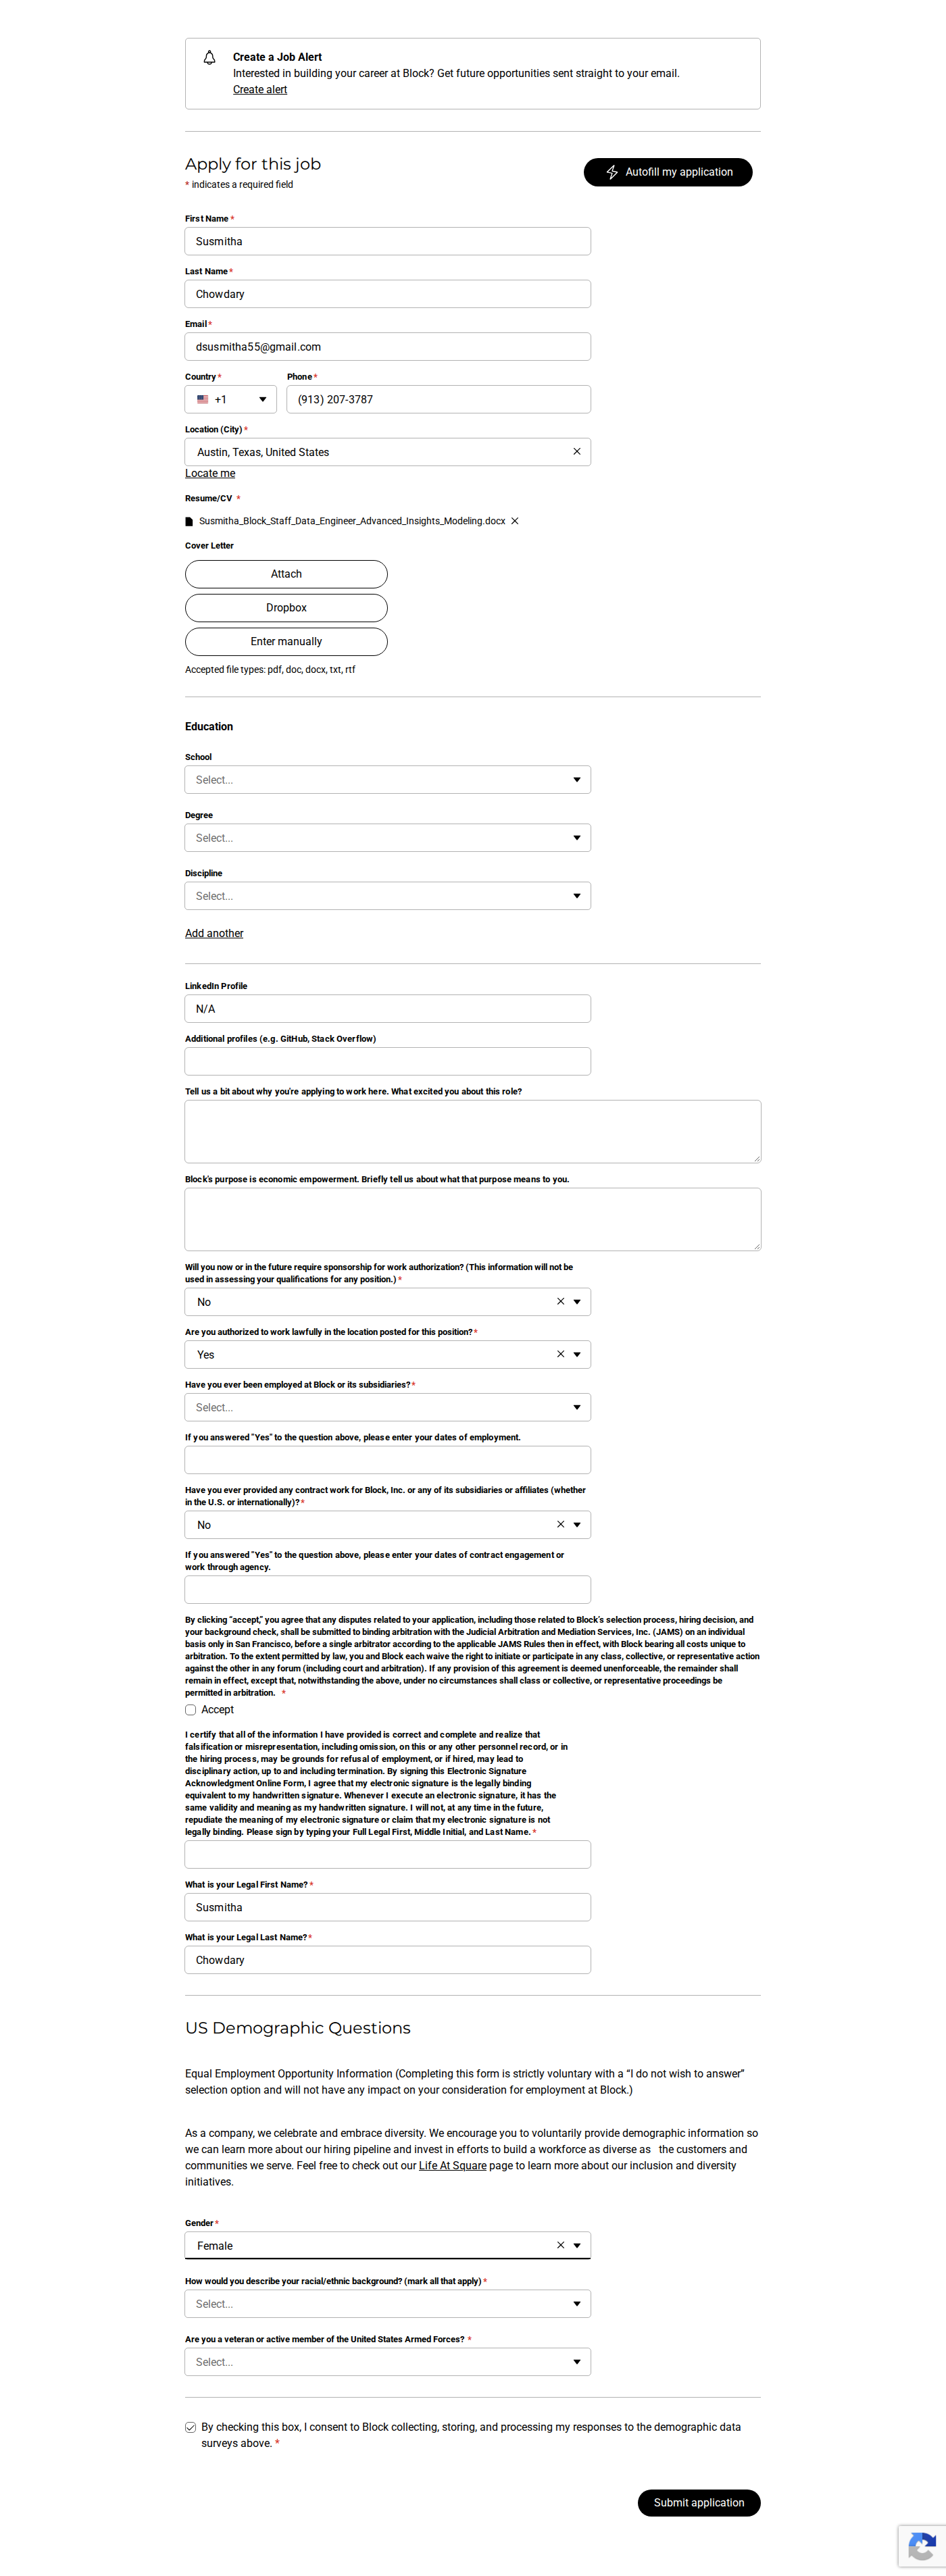 Create a Job Alert
Interested in building your career at Block? Get future opportunities sent straight to your email.
Create alert
Apply for this job
Autofill my application
* indicates a required field
First Name *
Susmitha
Last Name *
Chowdary
Email *
dsusmitha55@gmail.com
Country * Phone *
+1 (913) 207-3787
Location (City) *
Austin, Texas, United States
Locate me
Resume/CV *
Susmitha_Block_Staff_Data_Engineer_Advanced_Insights_Modeling.docx
Cover Letter
Attach
Dropbox
Enter manually
Accepted file types: pdf, doc, docx, txt, rtf
Education
School
Select...
Degree
Select...
Discipline
Select...
Add another
LinkedIn Profile
N/A
Additional profiles (e.g. GitHub, Stack Overflow)
Tell us a bit about why you're applying to work here. What excited you about this role?
Block's purpose is economic empowerment. Briefly tell us about what that purpose means to you.
Will you now or in the future require sponsorship for work authorization? (This information will not be
used in assessing your qualifications for any position.) *
No
Are you authorized to work lawfully in the location posted for this position? *
Yes
Have you ever been employed at Block or its subsidiaries? *
Select...
If you answered "Yes" to the question above, please enter your dates of employment.
Have you ever provided any contract work for Block, Inc. or any of its subsidiaries or affiliates (whether
in the U.S. or internationally)? *
No
If you answered "Yes" to the question above, please enter your dates of contract engagement or
work through agency.
By clicking “accept,” you agree that any disputes related to your application, including those related to Block’s selection process, hiring decision, and
your background check, shall be submitted to binding arbitration with the Judicial Arbitration and Mediation Services, Inc. (JAMS) on an individual
basis only in San Francisco, before a single arbitrator according to the applicable JAMS Rules then in effect, with Block bearing all costs unique to
arbitration. To the extent permitted by law, you and Block each waive the right to initiate or participate in any class, collective, or representative action
against the other in any forum (including court and arbitration). If any provision of this agreement is deemed unenforceable, the remainder shall
remain in effect, except that, notwithstanding the above, under no circumstances shall class or collective, or representative proceedings be
permitted in arbitration. *
Accept
I certify that all of the information I have provided is correct and complete and realize that
falsification or misrepresentation, including omission, on this or any other personnel record, or in
the hiring process, may be grounds for refusal of employment, or if hired, may lead to
disciplinary action, up to and including termination. By signing this Electronic Signature
Acknowledgment Online Form, I agree that my electronic signature is the legally binding
equivalent to my handwritten signature. Whenever I execute an electronic signature, it has the
same validity and meaning as my handwritten signature. I will not, at any time in the future,
repudiate the meaning of my electronic signature or claim that my electronic signature is not
legally binding. Please sign by typing your Full Legal First, Middle Initial, and Last Name. *
What is your Legal First Name? *
Susmitha
What is your Legal Last Name? *
Chowdary
US Demographic Questions
Equal Employment Opportunity Information (Completing this form is strictly voluntary with a “I do not wish to answer”
selection option and will not have any impact on your consideration for employment at Block.)
As a company, we celebrate and embrace diversity. We encourage you to voluntarily provide demographic information so
we can learn more about our hiring pipeline and invest in efforts to build a workforce as diverse as the customers and
communities we serve. Feel free to check out our Life At Square page to learn more about our inclusion and diversity
initiatives.
Gender *
Female
How would you describe your racial/ethnic background? (mark all that apply) *
Select...
Are you a veteran or active member of the United States Armed Forces? *
Select...
By checking this box, I consent to Block collecting, storing, and processing my responses to the demographic data
surveys above. *
Submit application